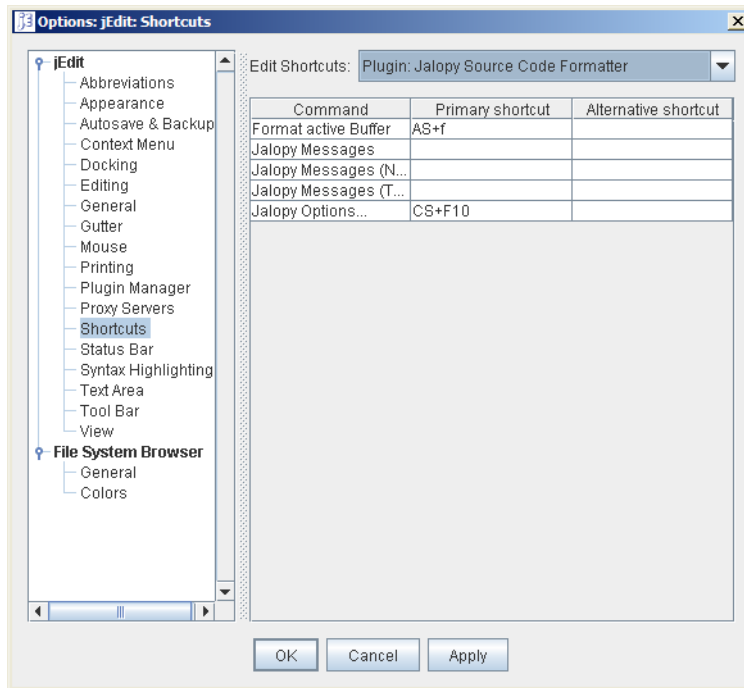 Options: jEdit: Shortcuts
jEdit
Abbreviations
Appearance
Autosave & Backup
Context Menu
Docking
Editing
General
Gutter
Mouse
Printing
Plugin Manager
Proxy Servers
Shortcuts
Status Bar
Syntax Highlighting
Text Area
Tool Bar
View
File System Browser
General
Colors
Edit Shortcuts: Plugin: Jalopy Source Code Formatter
Command Primary shortcut Alternative shortcut
Format active Buffer AS+f
Jalopy Messages
Jalopy Messages (N...
Jalopy Messages (T...
Jalopy Options... CS+F10
OK Cancel Apply